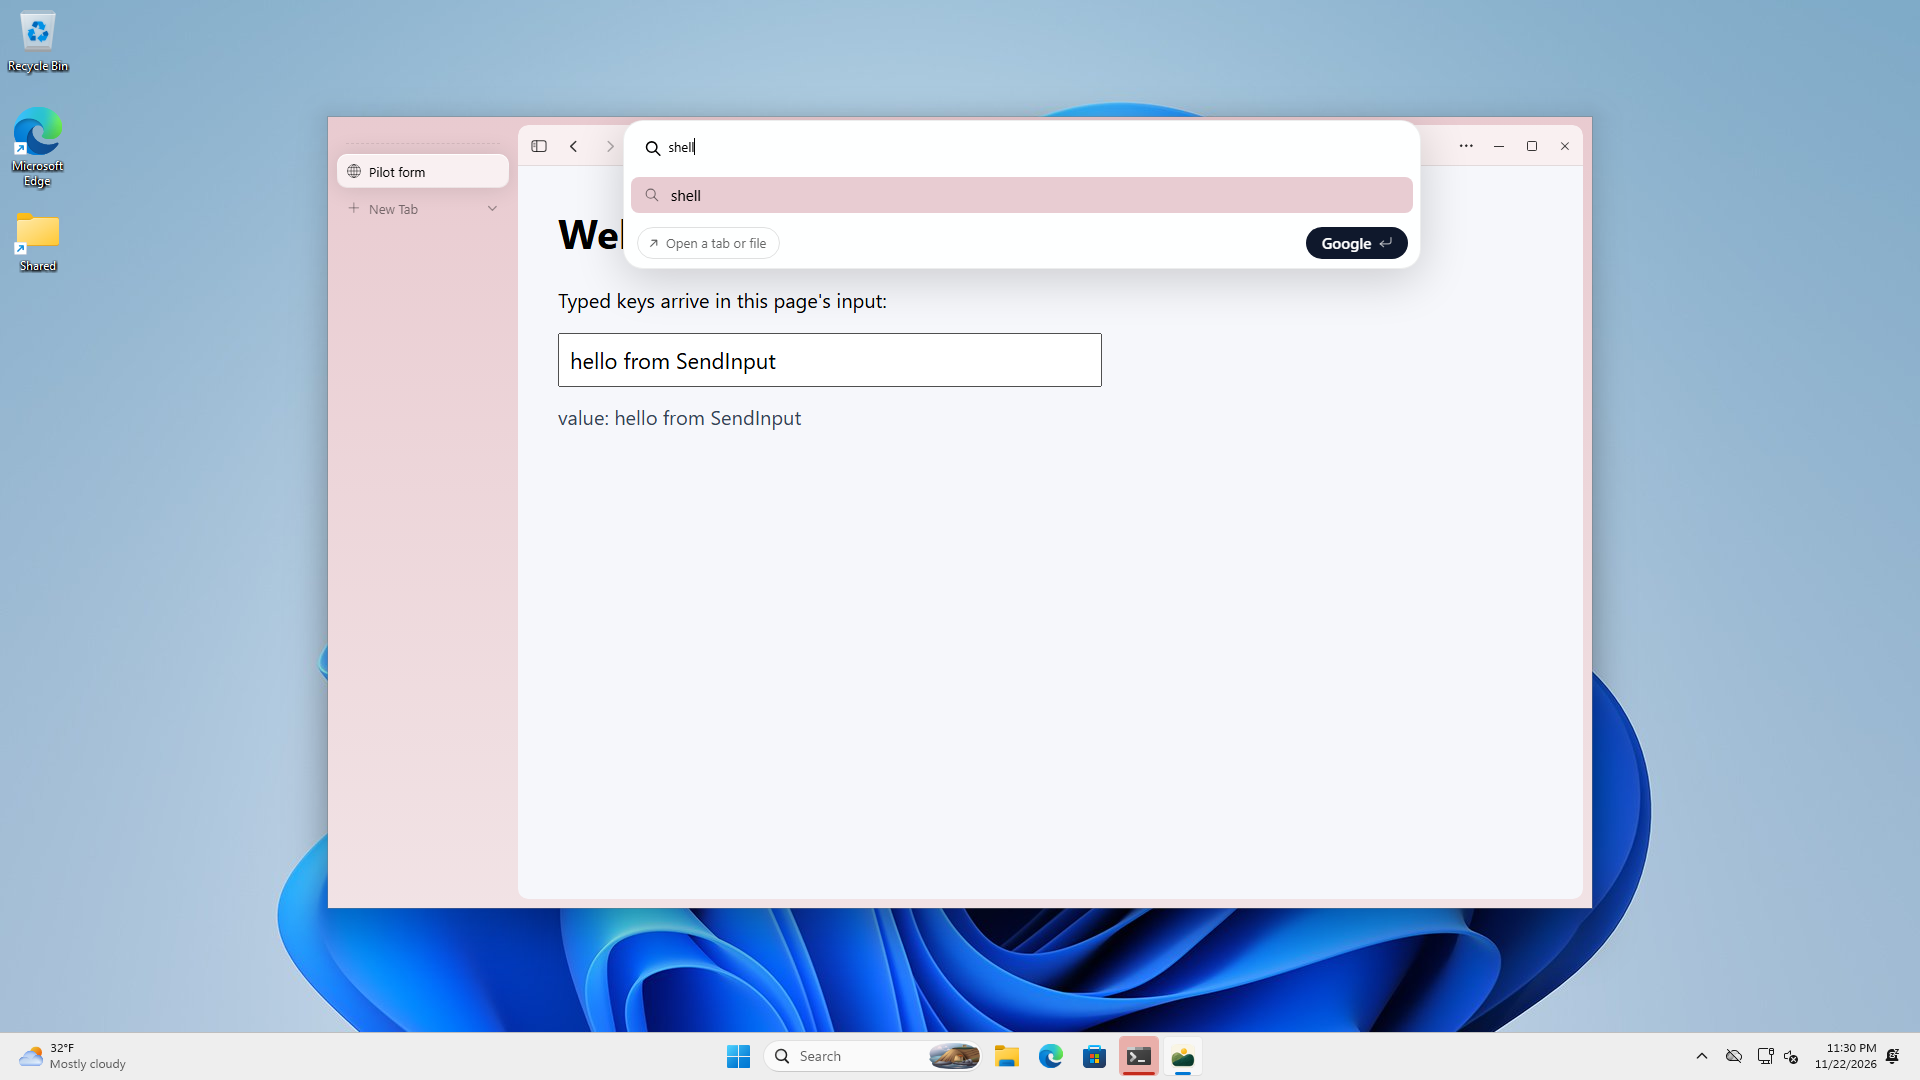 Recycle Bin
Microsoft
Edge
Shared
Pilot form
New Tab
shell
shell
Open a tab or file
Google
Wel
Typed keys arrive in this page's input:
hello from SendInput
value: hello from SendInput
32°F
Mostly cloudy
Search
11:30 PM
11/22/2026